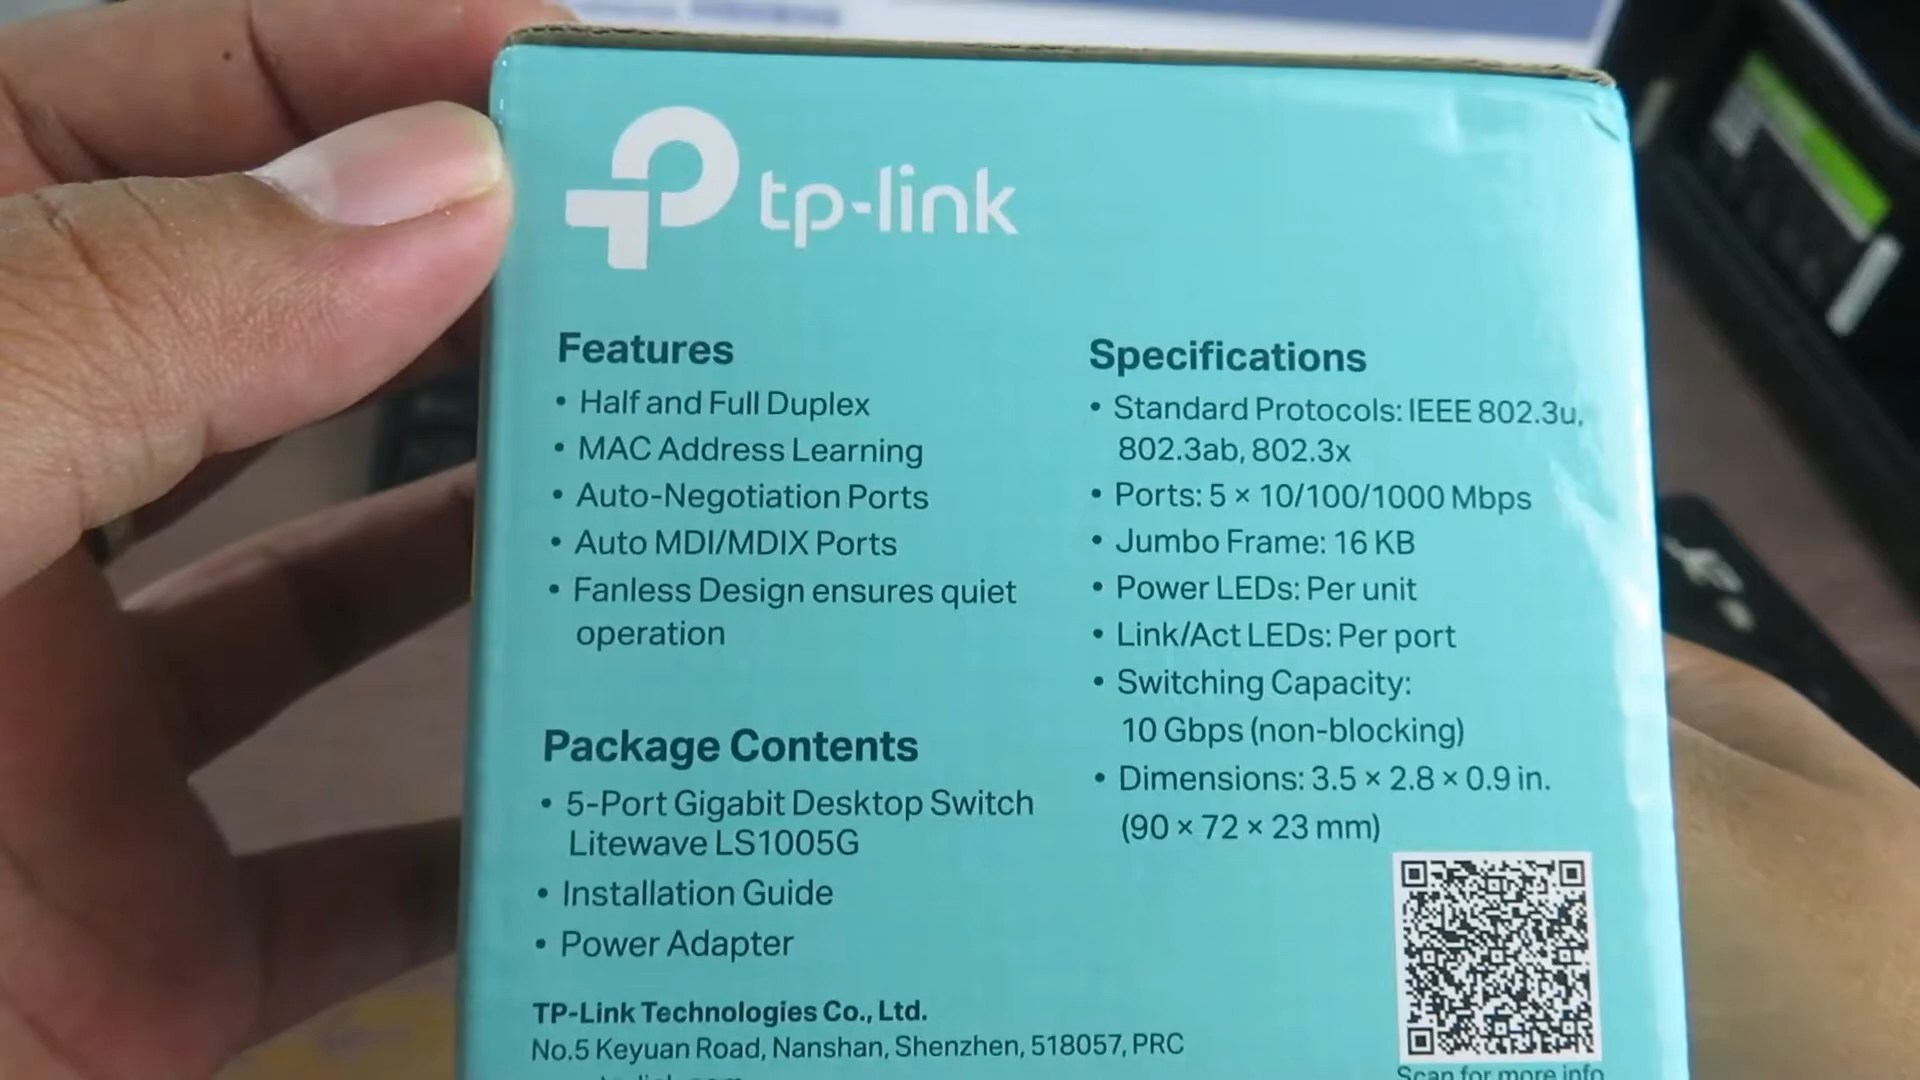 tp-link
Features
• Half and Full Duplex
• MAC Address Learning
• Auto-Negotiation Ports
• Auto MDI/MDIX Ports
• Fanless Design ensures quiet
operation
Package Contents
• 5-Port Gigabit Desktop Switch
Litewave LS1005G
• Installation Guide
• Power Adapter
TP-Link Technologies Co., Ltd.
No.5 Keyuan Road, Nanshan, Shenzhen, 518057, PRC
Specifications
• Standard Protocols: IEEE 802.3u,
802.3ab, 802.3x
• Ports: 5 × 10/100/1000 Mbps
• Jumbo Frame: 16 KB
• Power LEDs: Per unit
• Link/Act LEDs: Per port
• Switching Capacity:
10 Gbps (non-blocking)
• Dimensions: 3.5 × 2.8 × 0.9 in.
(90 × 72 × 23 mm)
Scan for more info